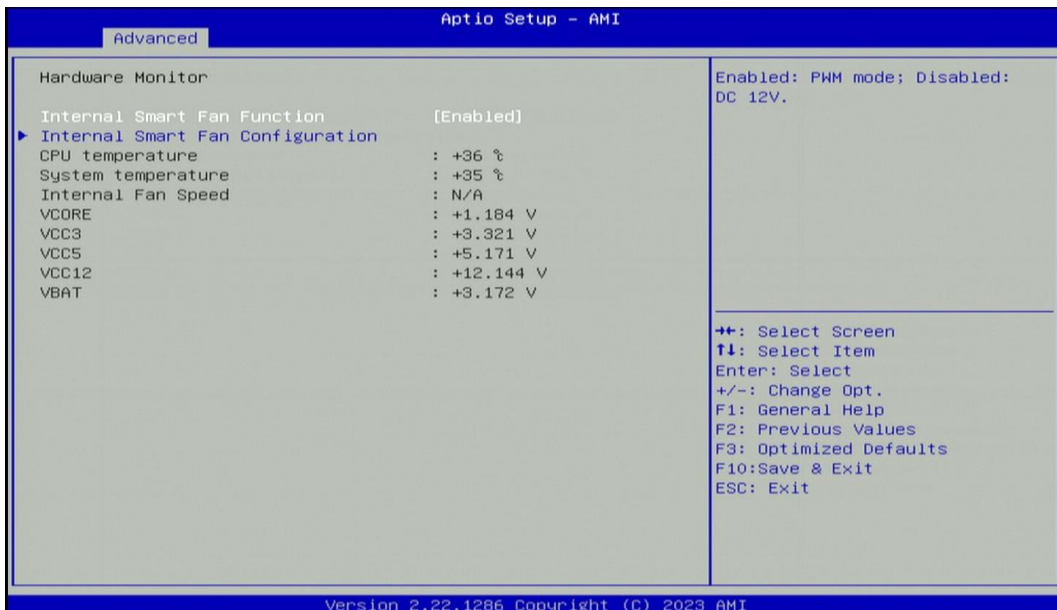 Aptio Setup – AMI
Advanced
Hardware Monitor
Internal Smart Fan Function [Enabled]
▶ Internal Smart Fan Configuration
CPU temperature : +36 ℃
System temperature : +35 ℃
Internal Fan Speed : N/A
VCORE : +1.184 V
VCC3 : +3.321 V
VCC5 : +5.171 V
VCC12 : +12.144 V
VBAT : +3.172 V
Enabled: PWM mode; Disabled:
DC 12V.
→←: Select Screen
↑↓: Select Item
Enter: Select
+/-: Change Opt.
F1: General Help
F2: Previous Values
F3: Optimized Defaults
F10:Save & Exit
ESC: Exit
Version 2.22.1286 Copyright (C) 2023 AMI